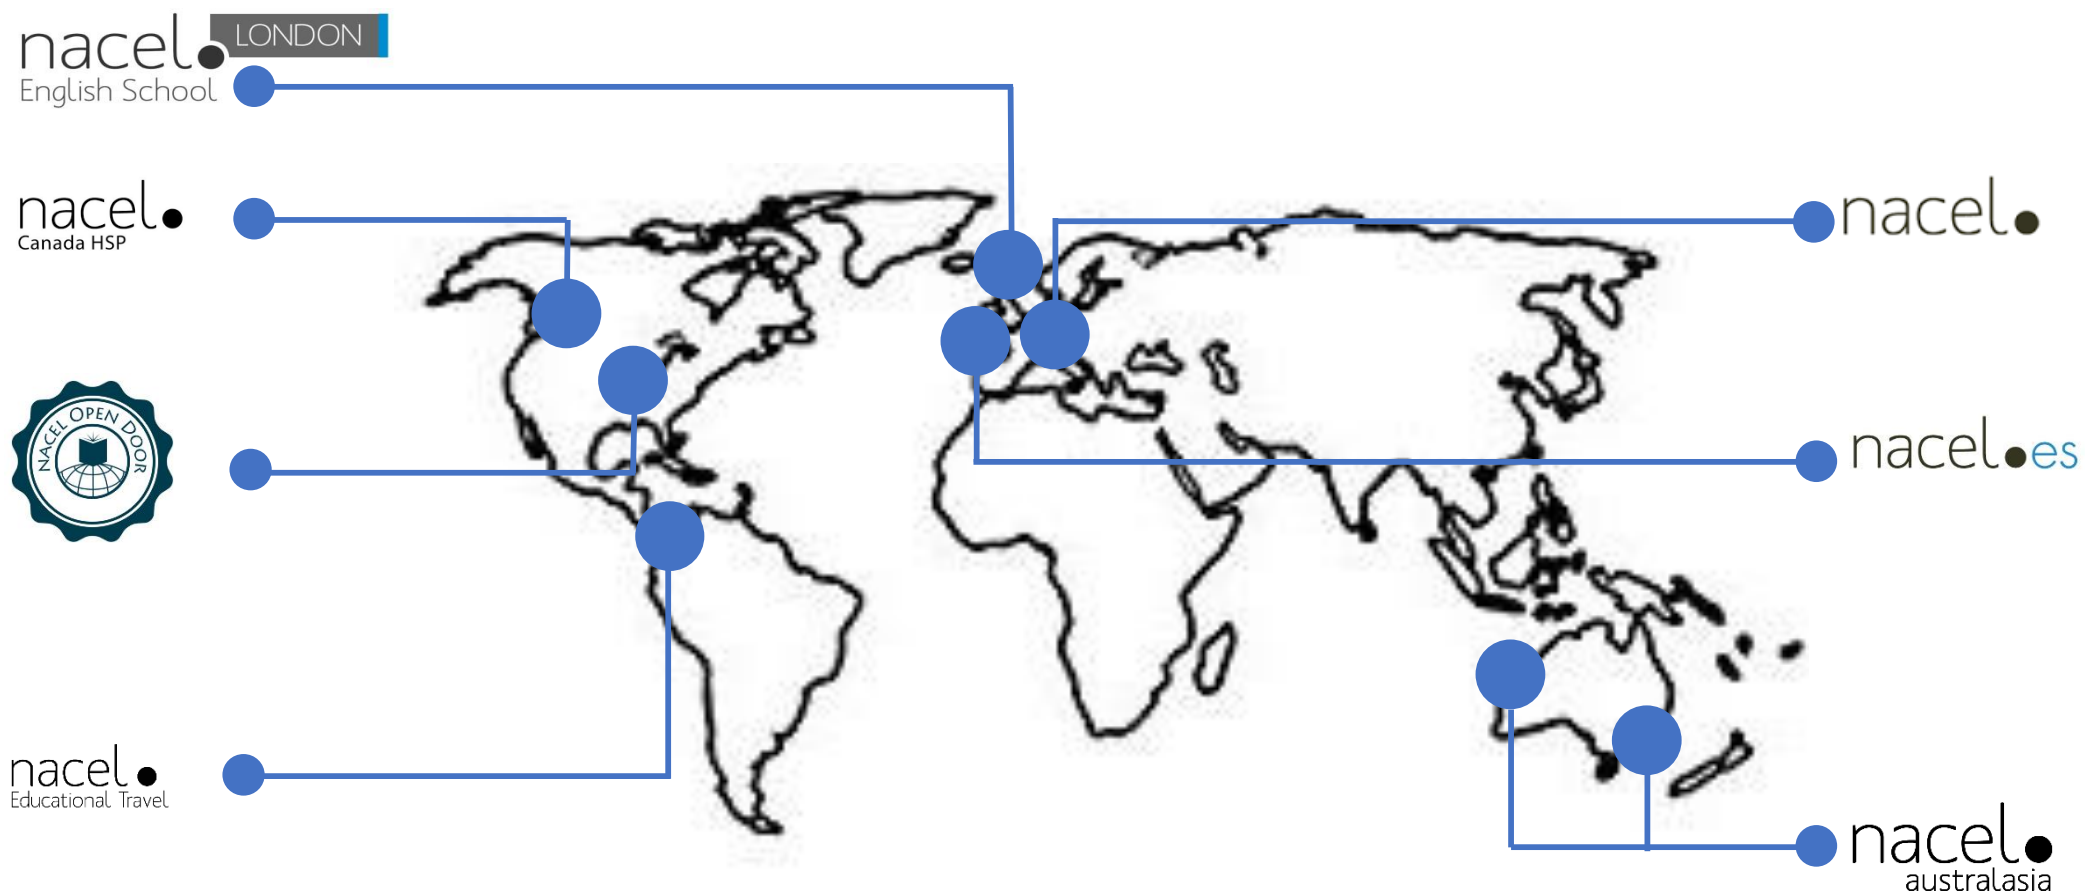 nacel. LONDON
English School
nacel.
Canada HSP
NACEL OPEN DOOR
nacel.
Educational Travel
nacel.
nacel.es
nacel.
australasia